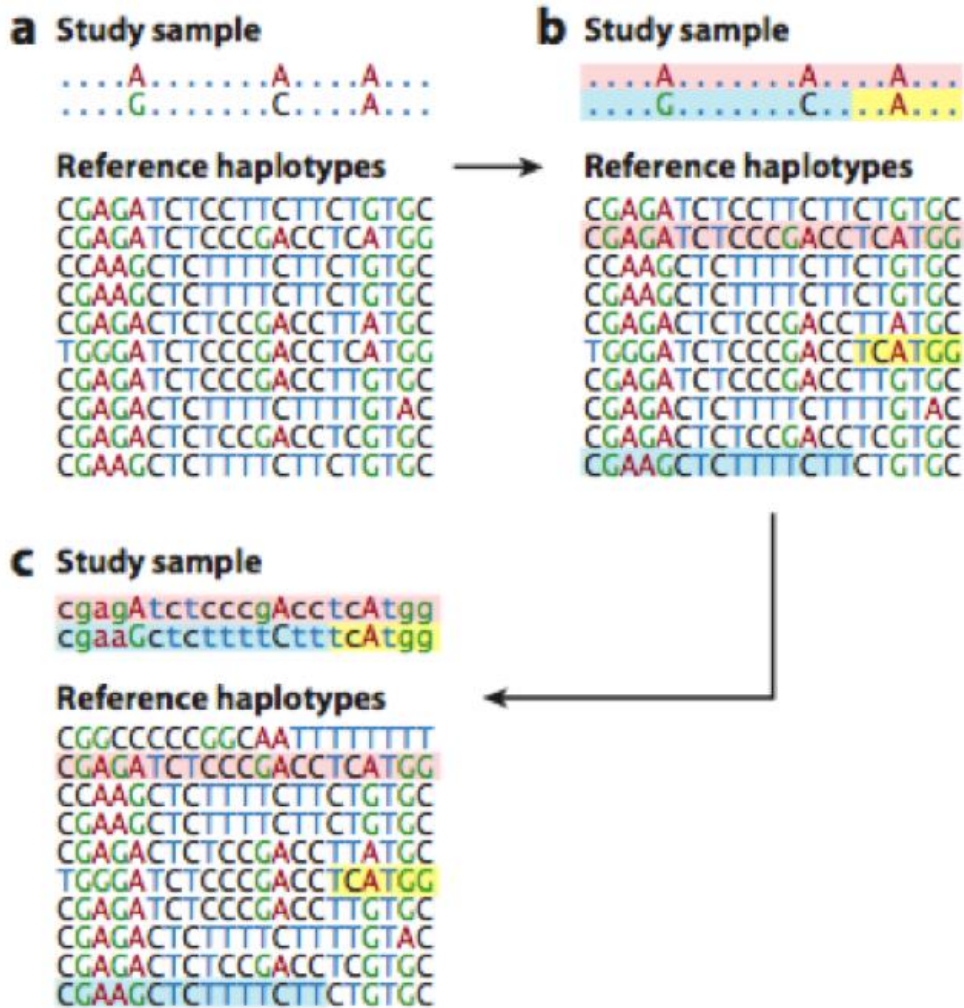 a Study sample
....A.......A....A...
....G.......C....A...
Reference haplotypes
CGAGATCTCCTTCTTCTGTGC
CGAGATCTCCCGACCTCATGG
CCAAGCTCTTTTCTTCTGTGC
CGAAGCTCTTTTCTTCTGTGC
CGAGACTCTCCGACCTTATGC
TGGGATCTCCCGACCTCATGG
CGAGATCTCCCGACCTTGTGC
CGAGACTCTTTTCTTTTGTAC
CGAGACTCTCCGACCTCGTGC
CGAAGCTCTTTTCTTCTGTGC
b Study sample
....A.......A....A...
....G.......C....A...
Reference haplotypes
CGAGATCTCCTTCTTCTGTGC
CGAGATCTCCCGACCTCATGG
CCAAGCTCTTTTCTTCTGTGC
CGAAGCTCTTTTCTTCTGTGC
CGAGACTCTCCGACCTTATGC
TGGGATCTCCCGACCTCATGG
CGAGATCTCCCGACCTTGTGC
CGAGACTCTTTTCTTTTGTAC
CGAGACTCTCCGACCTCGTGC
CGAAGCTCTTTTCTTCTGTGC
c Study sample
cgagAtctcccgAcctcAtgg
cgaaGctcttttCtttcAtgg
Reference haplotypes
CGGCCCCCGGCAATTTTTTTT
CGAGATCTCCCGACCTCATGG
CCAAGCTCTTTTCTTCTGTGC
CGAAGCTCTTTTCTTCTGTGC
CGAGACTCTCCGACCTTATGC
TGGGATCTCCCGACCTCATGG
CGAGATCTCCCGACCTTGTGC
CGAGACTCTTTTCTTTTGTAC
CGAGACTCTCCGACCTCGTGC
CGAAGCTCTTTTCTTCTGTGC